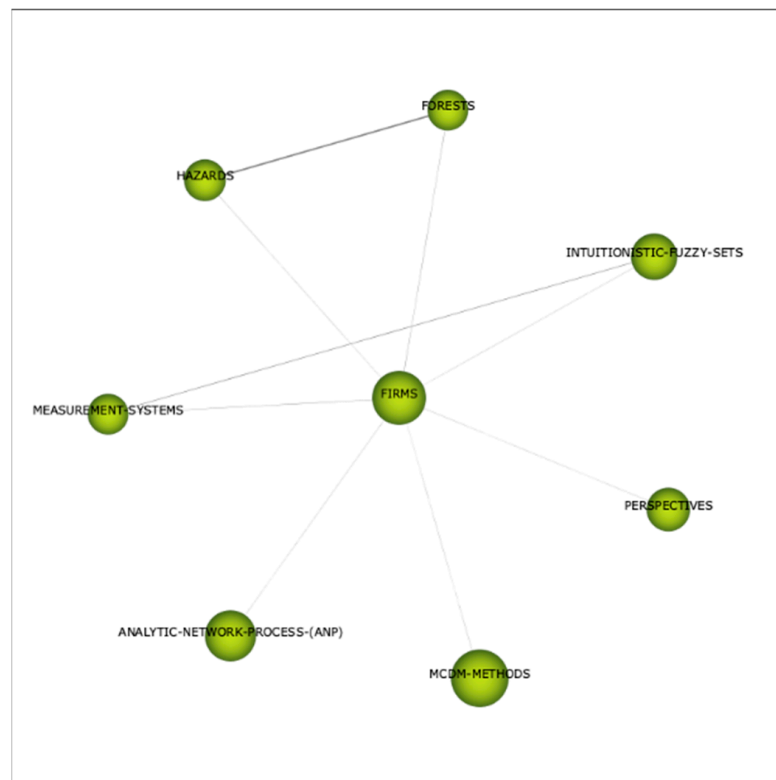 FORESTS
HAZARDS
INTUITIONISTIC-FUZZY-SETS
FIRMS
MEASUREMENT-SYSTEMS
PERSPECTIVES
ANALYTIC-NETWORK-PROCESS-(ANP)
MCDM-METHODS